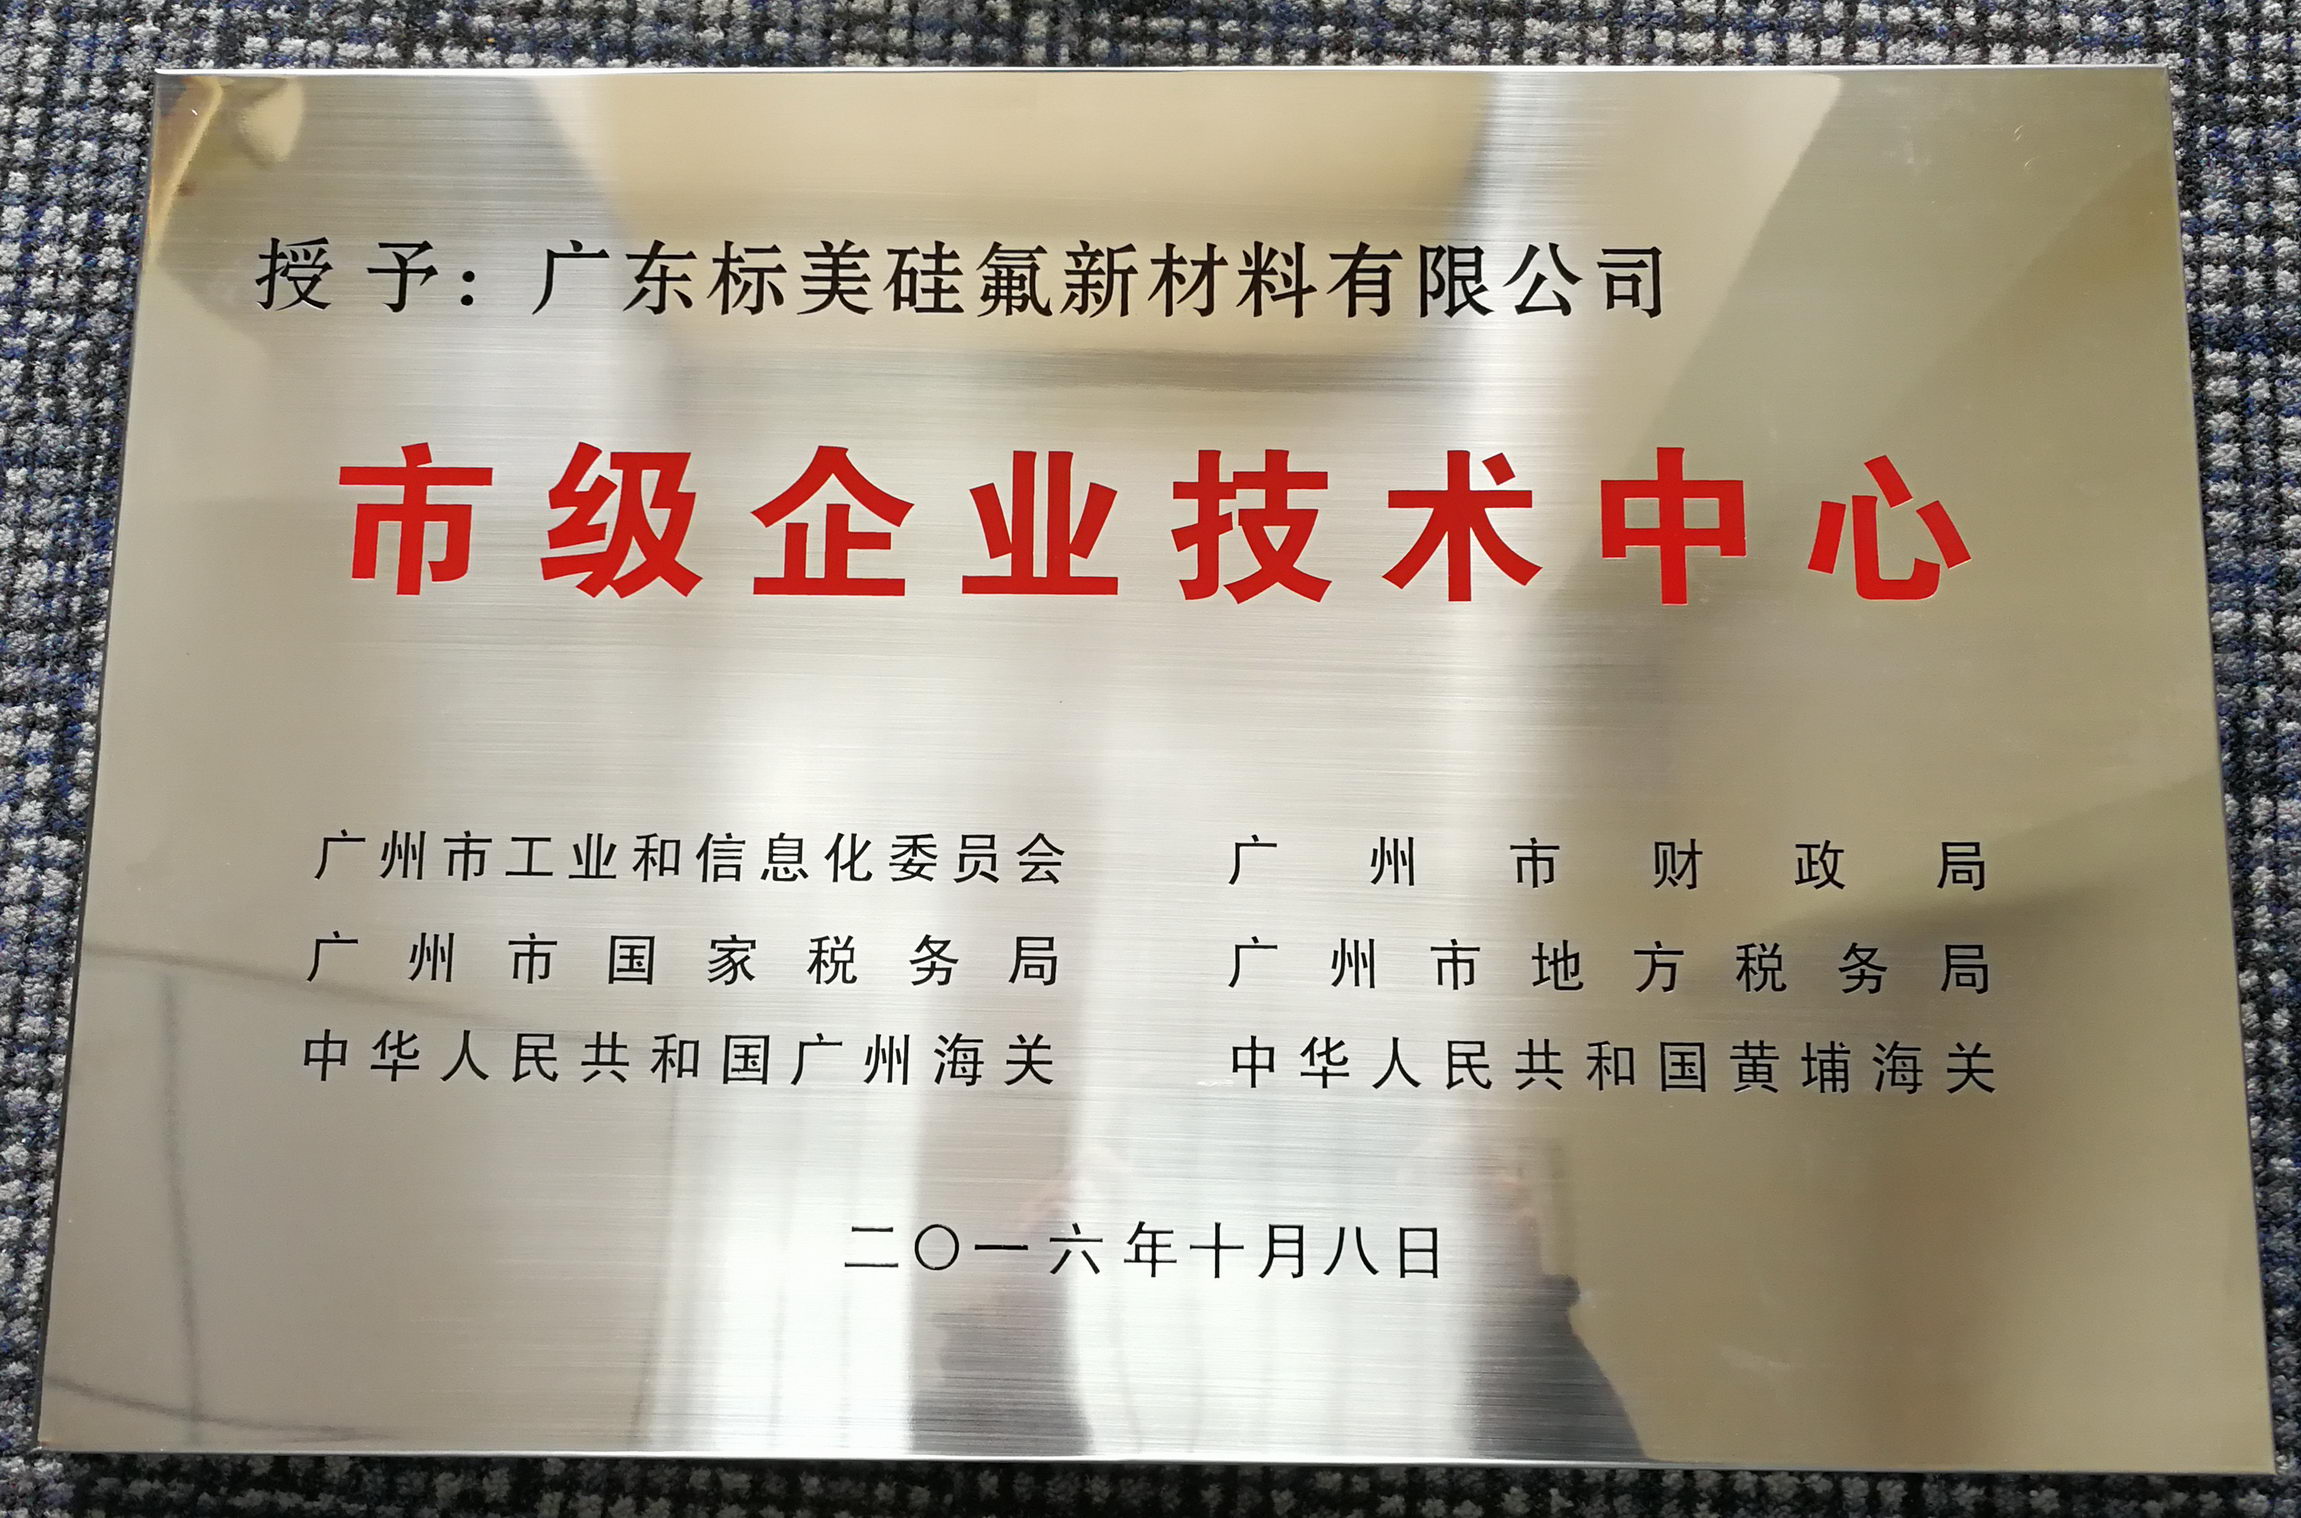 授予：广东标美硅氟新材料有限公司
市级企业技术中心
广州市工业和信息化委员会 广州市财政局
广州市国家税务局 广州市地方税务局
中华人民共和国广州海关 中华人民共和国黄埔海关
二〇一六年十月八日